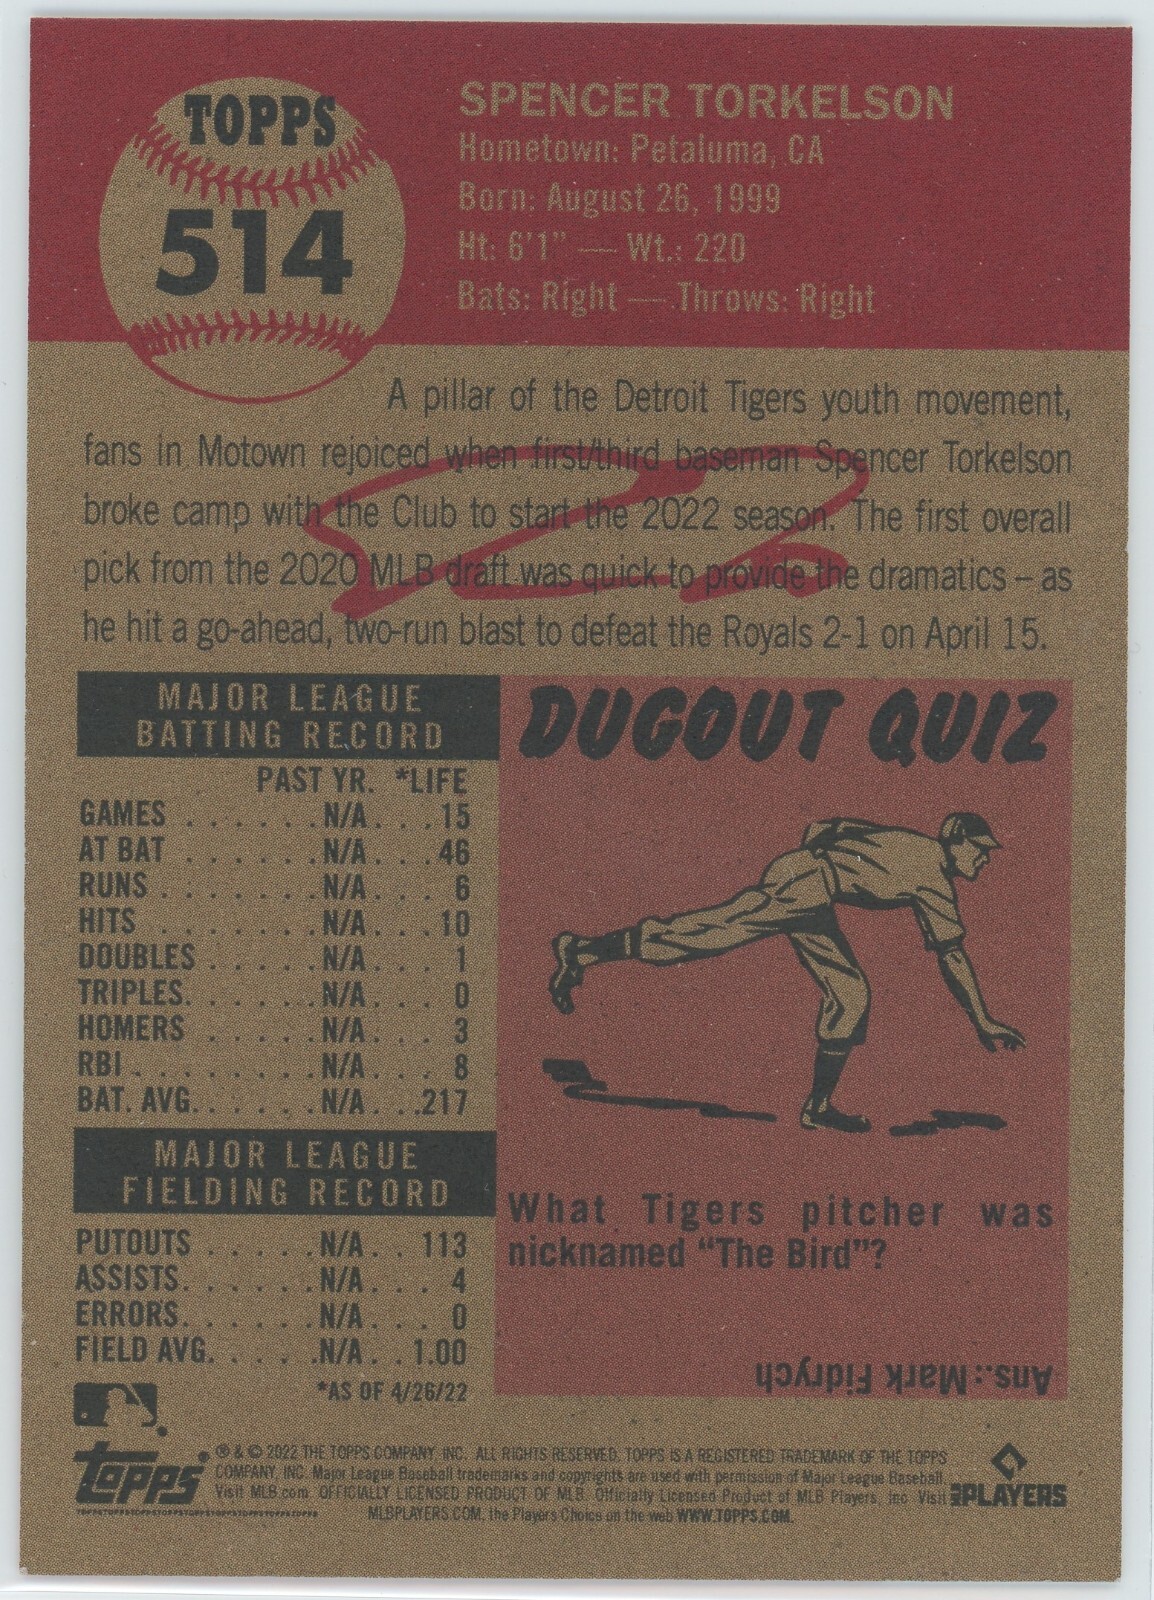 TOPPS
514
SPENCER TORKELSON
Hometown: Petaluma, CA
Born: August 26, 1999
Ht: 6'1" — Wt.: 220
Bats: Right — Throws: Right
A pillar of the Detroit Tigers youth movement,
fans in Motown rejoiced when first/third baseman Spencer Torkelson
broke camp with the Club to start the 2022 season. The first overall
pick from the 2020 MLB draft was quick to provide the dramatics – as
he hit a go-ahead, two-run blast to defeat the Royals 2-1 on April 15.
MAJOR LEAGUE
BATTING RECORD
PAST YR. *LIFE
GAMES . . . . . . N/A . . . 15
AT BAT . . . . . . N/A . . . 46
RUNS . . . . . . . N/A . . . 6
HITS . . . . . . . N/A . . . 10
DOUBLES . . . . . N/A . . . 1
TRIPLES. . . . . . N/A . . . 0
HOMERS . . . . . N/A . . . 3
RBI . . . . . . . . N/A . . . 8
BAT. AVG. . . . . . N/A . . .217
MAJOR LEAGUE
FIELDING RECORD
PUTOUTS . . . . . N/A . . 113
ASSISTS. . . . . . N/A . . . 4
ERRORS. . . . . . N/A . . . 0
FIELD AVG. . . . . .N/A . . 1.00
*AS OF 4/26/22
DUGOUT QUIZ
What Tigers pitcher was
nicknamed “The Bird”?
Ans.: Mark Fidrych
topps
® & © 2022 THE TOPPS COMPANY, INC. ALL RIGHTS RESERVED. TOPPS IS A REGISTERED TRADEMARK OF THE TOPPS
COMPANY, INC. Major League Baseball trademarks and copyrights are used with permission of Major League Baseball.
Visit MLB.com. OFFICIALLY LICENSED PRODUCT OF MLB. Officially Licensed Product of MLB Players, Inc. Visit
MLBPLAYERS.COM, the Players Choice on the web WWW.TOPPS.COM.
PLAYERS